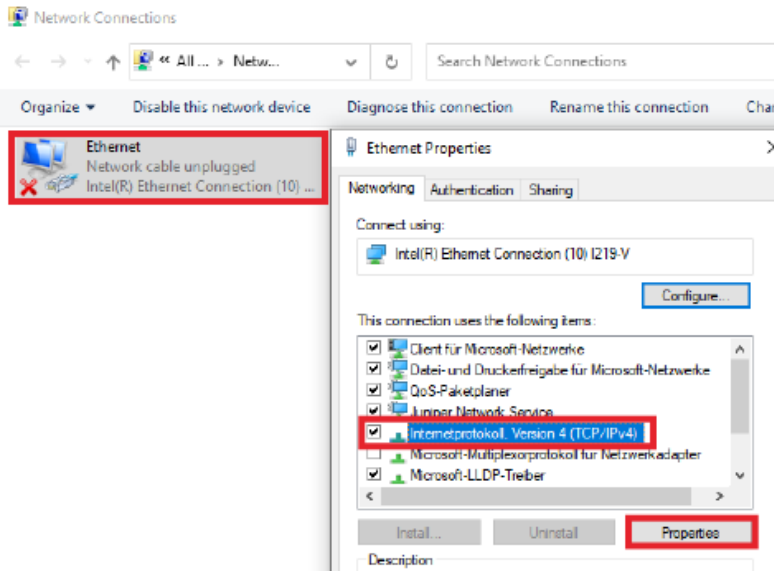 Network Connections
« All ... › Netw...
Search Network Connections
Organize
Disable this network device
Diagnose this connection
Rename this connection
Char
Ethernet
Network cable unplugged
Intel(R) Ethernet Connection (10) ...
Ethernet Properties
Networking
Authentication
Sharing
Connect using:
Intel(R) Ethernet Connection (10) I219-V
Configure...
This connection uses the following items:
Client für Microsoft-Netzwerke
Datei- und Druckerfreigabe für Microsoft-Netzwerke
QoS-Paketplaner
Juniper Network Service
Internetprotokoll, Version 4 (TCP/IPv4)
Microsoft-Multiplexorprotokoll für Netzwerkadapter
Microsoft-LLDP-Treiber
Install...
Uninstall
Properties
Description